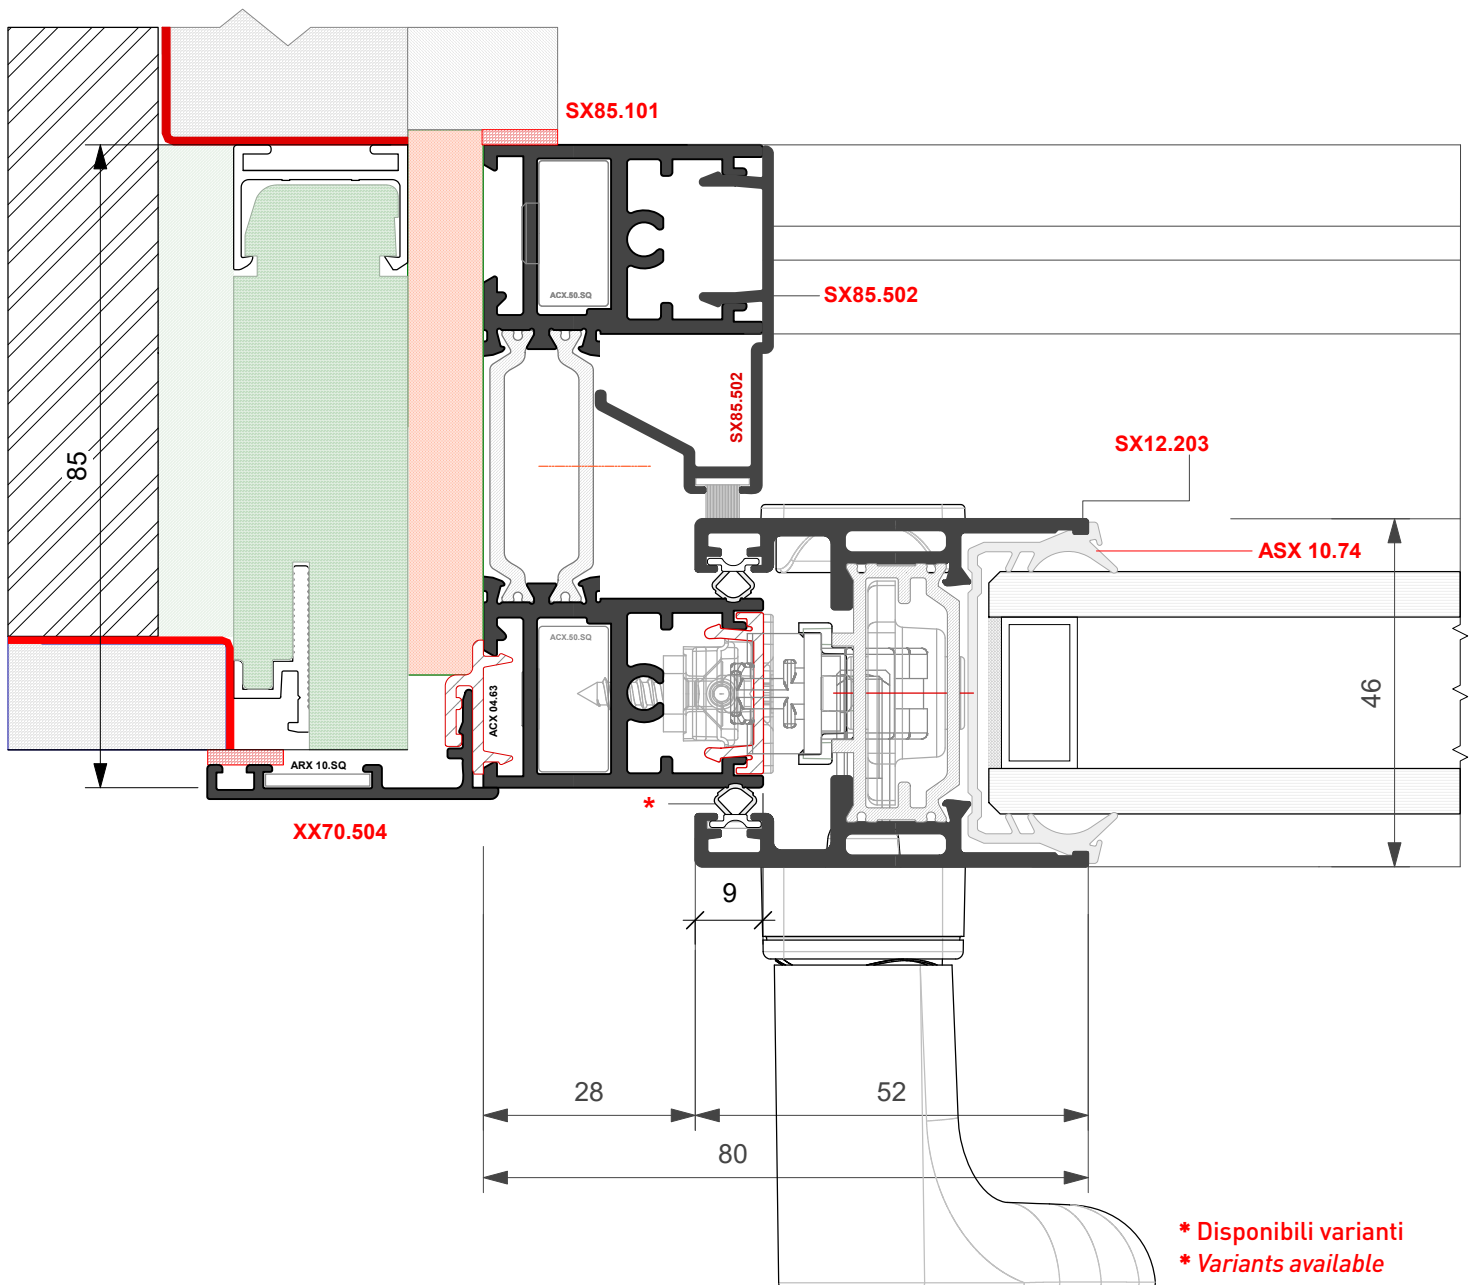 SX85.101
ACX.50.SQ
SX85.502
SX85.502
85
SX12.203
ASX 10.74
ACX.50.SQ
ACX 04.63
46
ARX 10.SQ
*
XX70.504
9
28
52
80
* Disponibili varianti
* Variants available